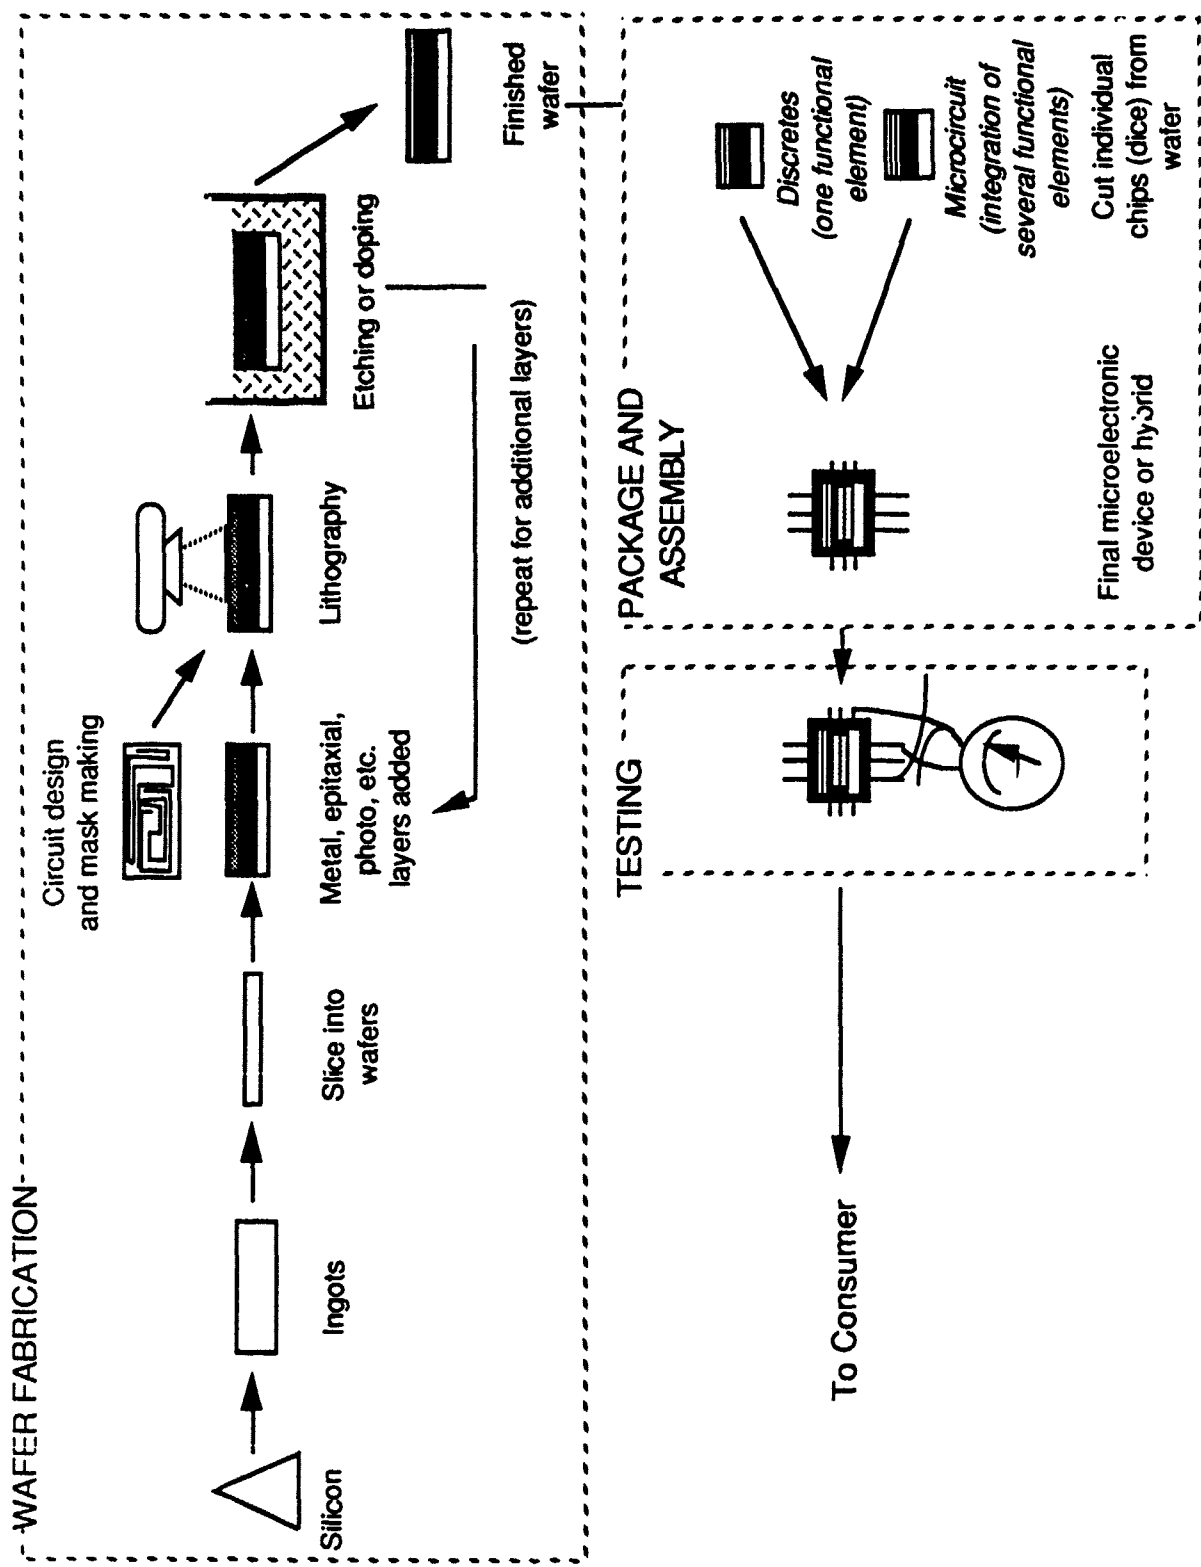 WAFER FABRICATION
Silicon
Ingots
Slice into
wafers
Circuit design
and mask making
Metal, epitaxial,
photo, etc.
layers added
Lithography
Etching or doping
(repeat for additional layers)
Finished
wafer
PACKAGE AND
ASSEMBLY
Discretes
(one functional
element)
Microcircuit
(integration of
several functional
elements)
Cut individual
chips (dice) from
wafer
Final microelectronic
device or hybrid
TESTING
To Consumer